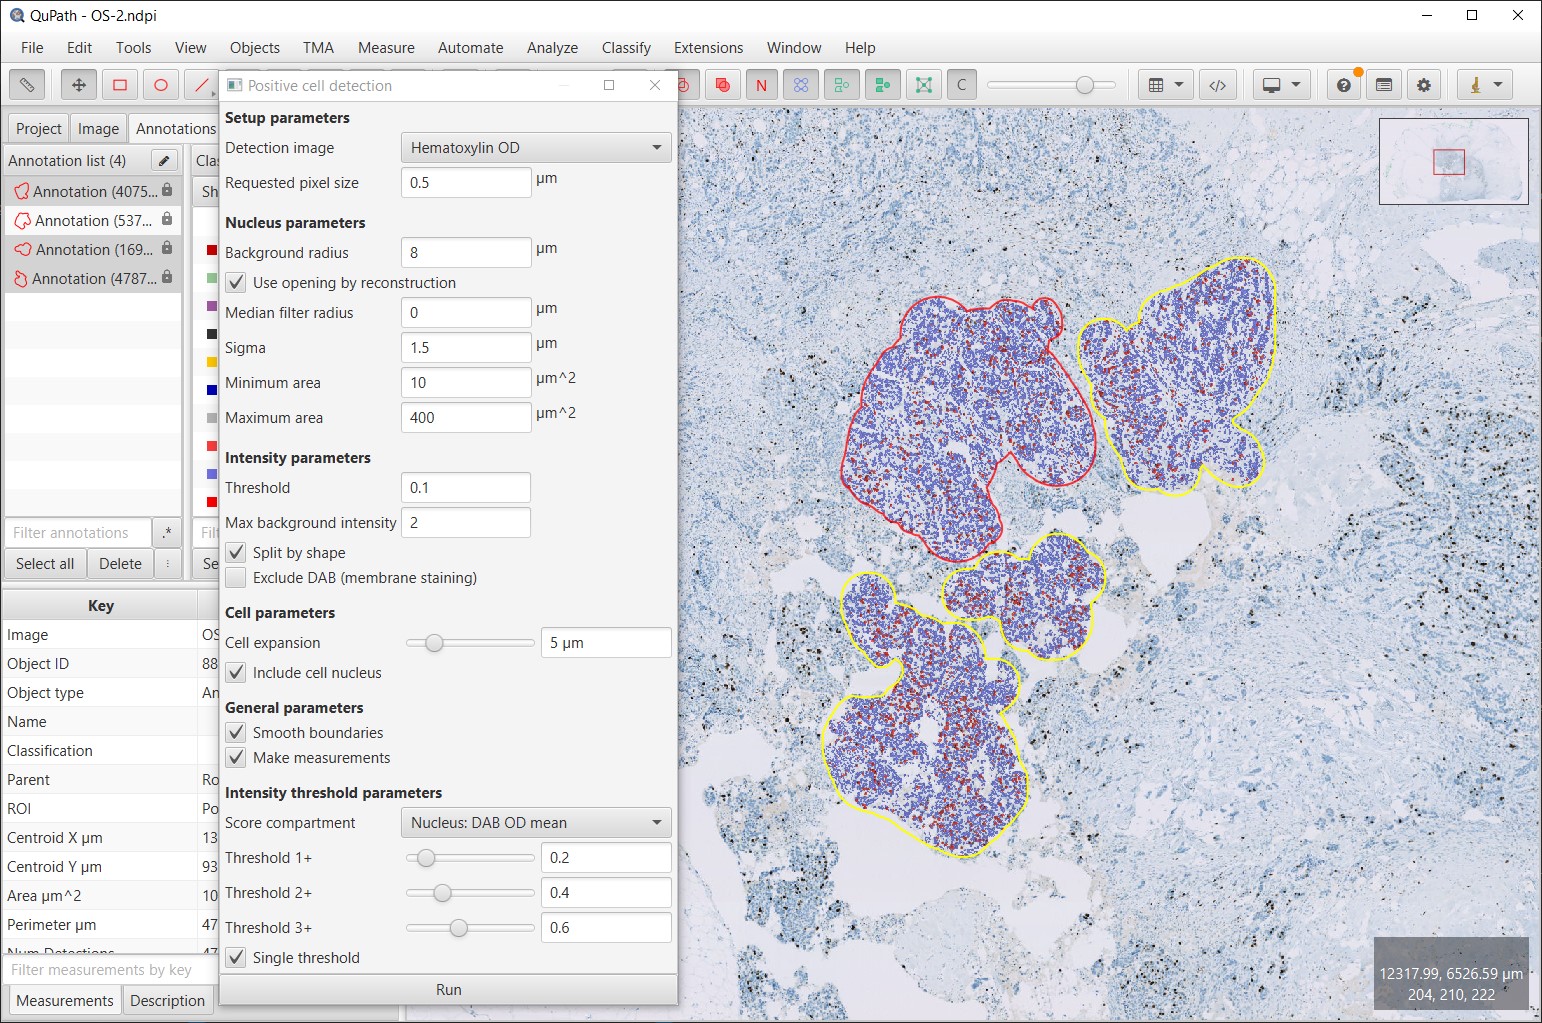 QuPath - OS-2.ndpi
File Edit Tools View Objects TMA Measure Automate Analyze Classify Extensions Window Help
N C
Project Image Annotations
Annotation list (4)
Annotation (4075...
Annotation (537...
Annotation (169...
Annotation (4787...
Filter annotations .*
Select all Delete
Key
Image OS
Object ID 88
Object type An
Name
Classification
Parent Ro
ROI Po
Centroid X µm 13
Centroid Y µm 93
Area µm^2 10
Perimeter µm 47
Num Detections 47
Filter measurements by key
Measurements Description
Clas
Sh
Filt
Se
Positive cell detection
Setup parameters
Detection image Hematoxylin OD
Requested pixel size 0.5 µm
Nucleus parameters
Background radius 8 µm
Use opening by reconstruction
Median filter radius 0 µm
Sigma 1.5 µm
Minimum area 10 µm^2
Maximum area 400 µm^2
Intensity parameters
Threshold 0.1
Max background intensity 2
Split by shape
Exclude DAB (membrane staining)
Cell parameters
Cell expansion 5 µm
Include cell nucleus
General parameters
Smooth boundaries
Make measurements
Intensity threshold parameters
Score compartment Nucleus: DAB OD mean
Threshold 1+ 0.2
Threshold 2+ 0.4
Threshold 3+ 0.6
Single threshold
Run
12317.99, 6526.59 µm
204, 210, 222